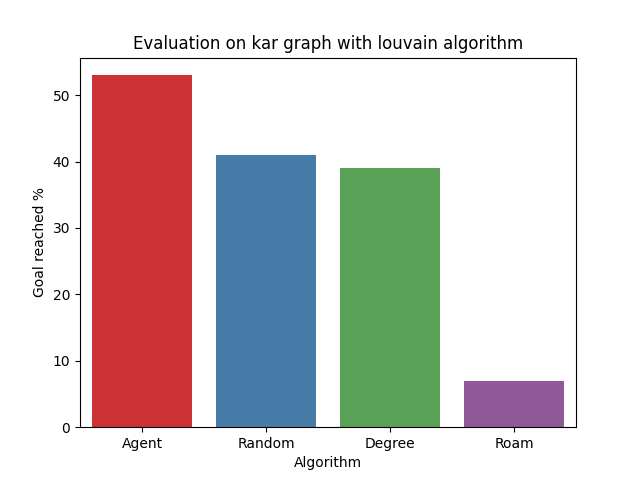 Evaluation on kar graph with louvain algorithm
Goal reached %
50
40
30
20
10
0
Agent Random Degree Roam
Algorithm